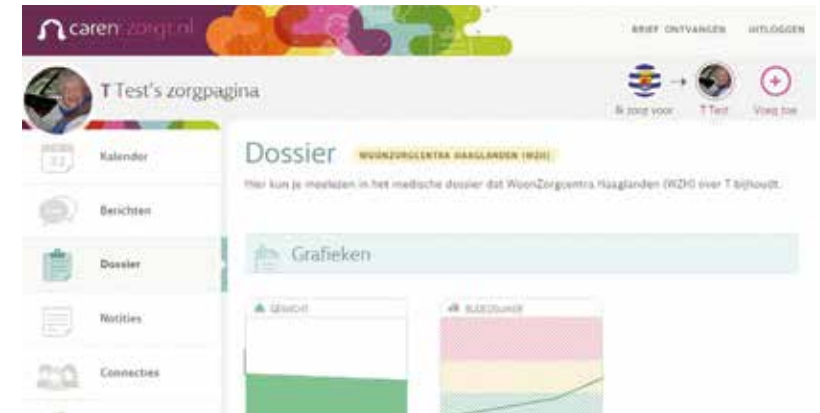 caren zorgt.nl
BRIEF ONTVANGEN UITLOGGEN
T Test's zorgpagina
Ik zorg voor T Test Voeg toe
Kalender
Dossier WOONZORGCENTRA HAAGLANDEN (WZH)
Hier kun je meelezen in het medische dossier dat WoonZorgcentra Haaglanden (WZH) over T bijhoudt.
Berichten
Dossier
Grafieken
Notities
GEWICHT
BLOEDSUIKER
Connecties